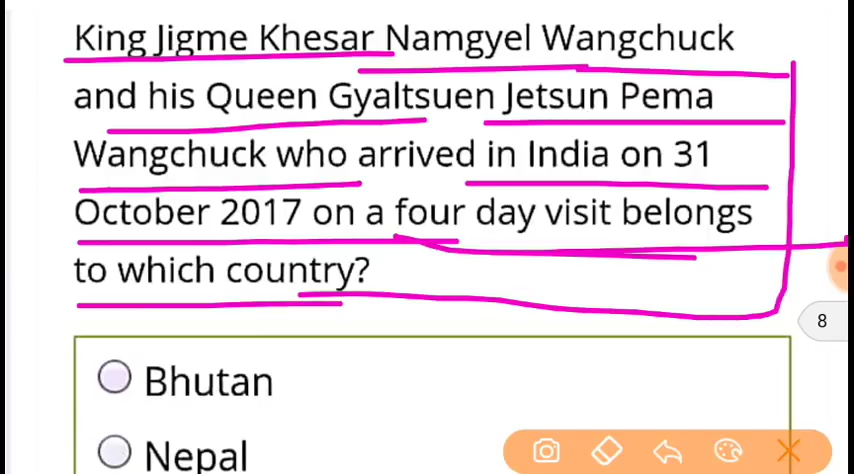 King Jigme Khesar Namgyel Wangchuck
and his Queen Gyaltsuen Jetsun Pema
Wangchuck who arrived in India on 31
October 2017 on a four day visit belongs
to which country?
8
Bhutan
Nepal